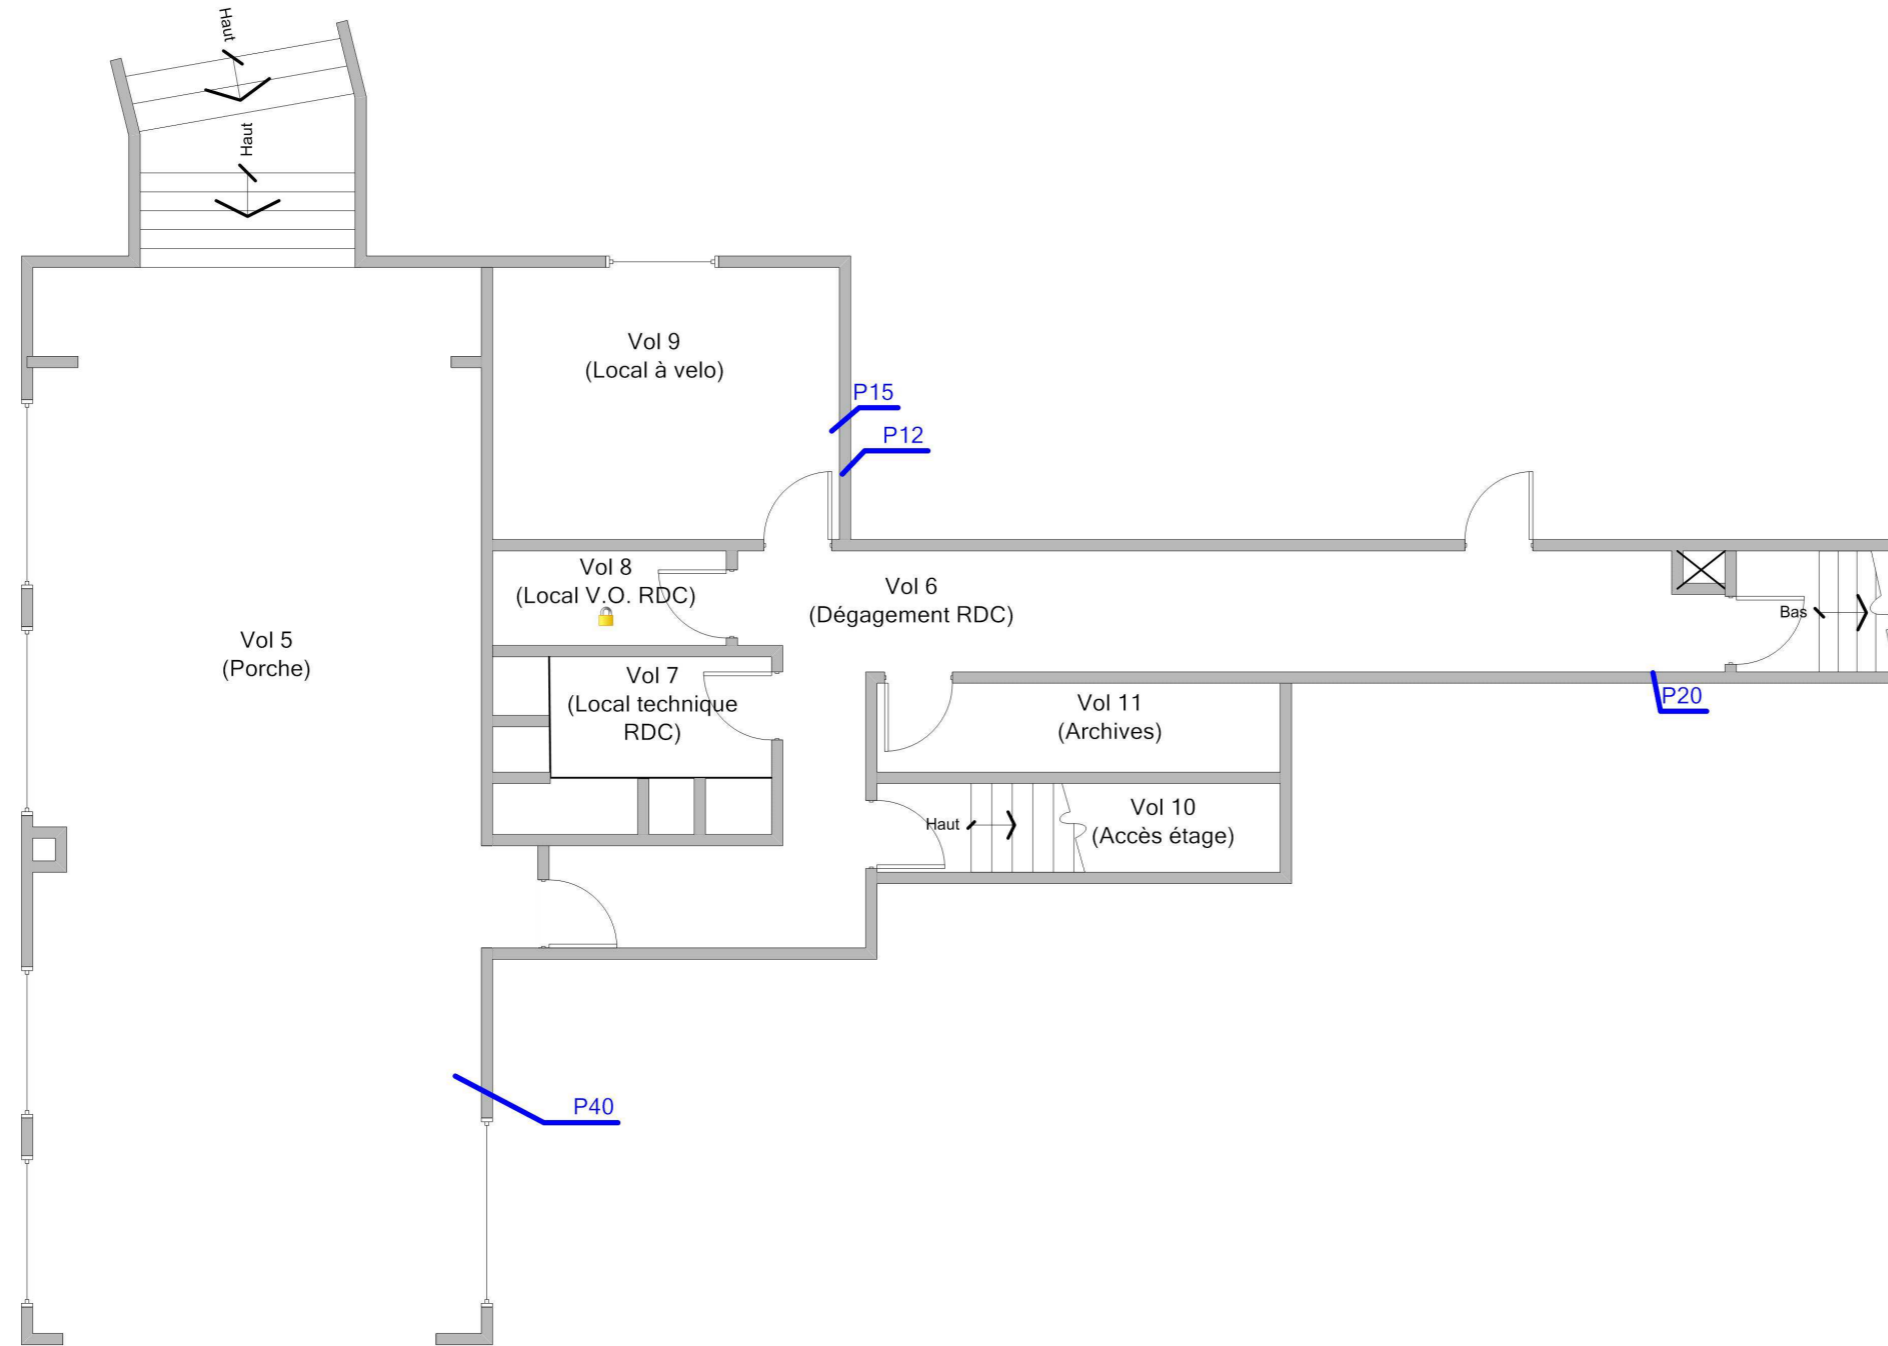 Haut
Haut
Vol 9
(Local à velo)
P15
P12
Vol 8
(Local V.O. RDC)
Vol 6
(Dégagement RDC)
Bas
Vol 5
(Porche)
Vol 7
(Local technique
RDC)
Vol 11
(Archives)
P20
Haut
Vol 10
(Accès étage)
P40